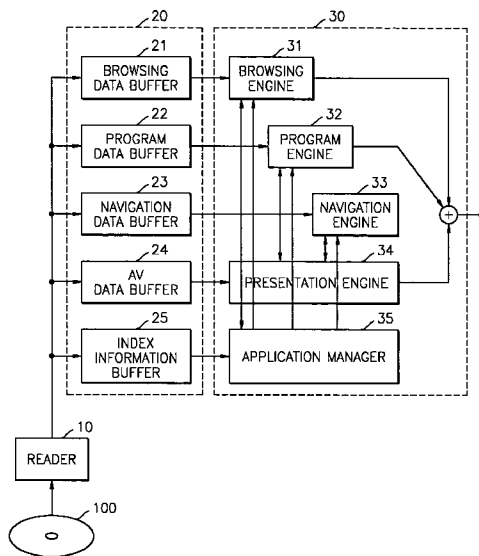 20
30
21
31
BROWSING
DATA BUFFER
BROWSING
ENGINE
22
32
PROGRAM
DATA BUFFER
PROGRAM
ENGINE
23
33
NAVIGATION
DATA BUFFER
NAVIGATION
ENGINE
24
34
AV
DATA BUFFER
PRESENTATION ENGINE
25
35
INDEX
INFORMATION
BUFFER
APPLICATION MANAGER
10
READER
100